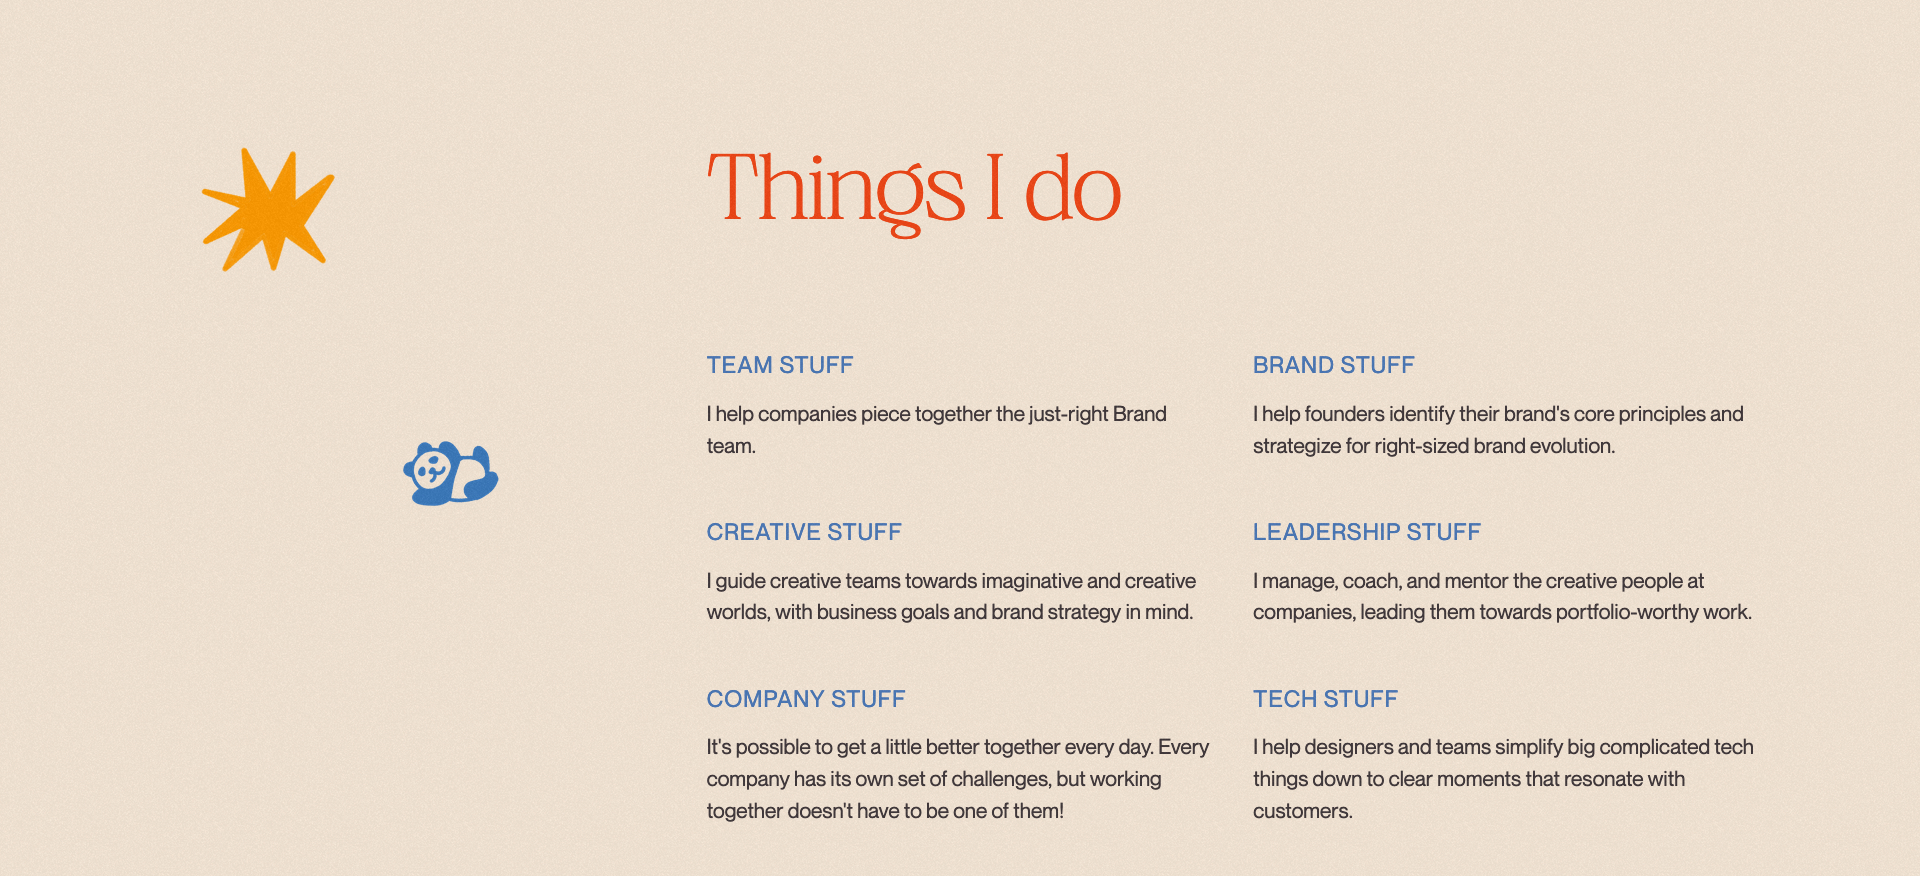 Things I do
TEAM STUFF
I help companies piece together the just-right Brand
team.
BRAND STUFF
I help founders identify their brand's core principles and
strategize for right-sized brand evolution.
CREATIVE STUFF
I guide creative teams towards imaginative and creative
worlds, with business goals and brand strategy in mind.
LEADERSHIP STUFF
I manage, coach, and mentor the creative people at
companies, leading them towards portfolio-worthy work.
COMPANY STUFF
It's possible to get a little better together every day. Every
company has its own set of challenges, but working
together doesn't have to be one of them!
TECH STUFF
I help designers and teams simplify big complicated tech
things down to clear moments that resonate with
customers.